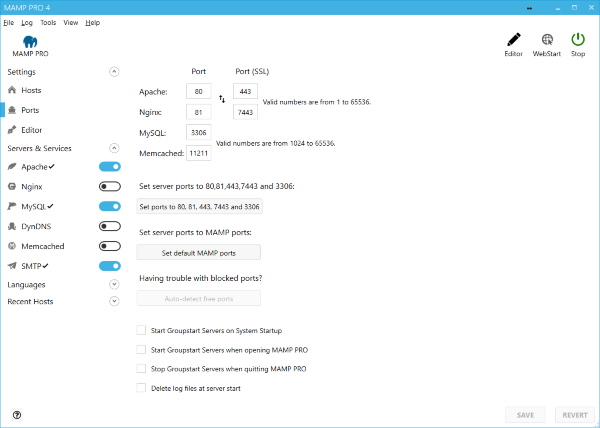 MAMP PRO 4
File Log Tools View Help
MAMP PRO
Editor WebStart Stop
Settings
Hosts
Ports
Editor
Servers & Services
Apache
Nginx
MySQL
DynDNS
Memcached
SMTP
Languages
Recent Hosts
Port Port (SSL)
Apache: 80 443
Nginx: 81 7443
Valid numbers are from 1 to 65536.
MySQL: 3306
Memcached: 11211
Valid numbers are from 1024 to 65536.
Set server ports to 80,81,443,7443 and 3306:
Set ports to 80, 81, 443, 7443 and 3306
Set server ports to MAMP ports:
Set default MAMP ports
Having trouble with blocked ports?
Auto-detect free ports
Start Groupstart Servers on System Startup
Start Groupstart Servers when opening MAMP PRO
Stop Groupstart Servers when quitting MAMP PRO
Delete log files at server start
SAVE REVERT